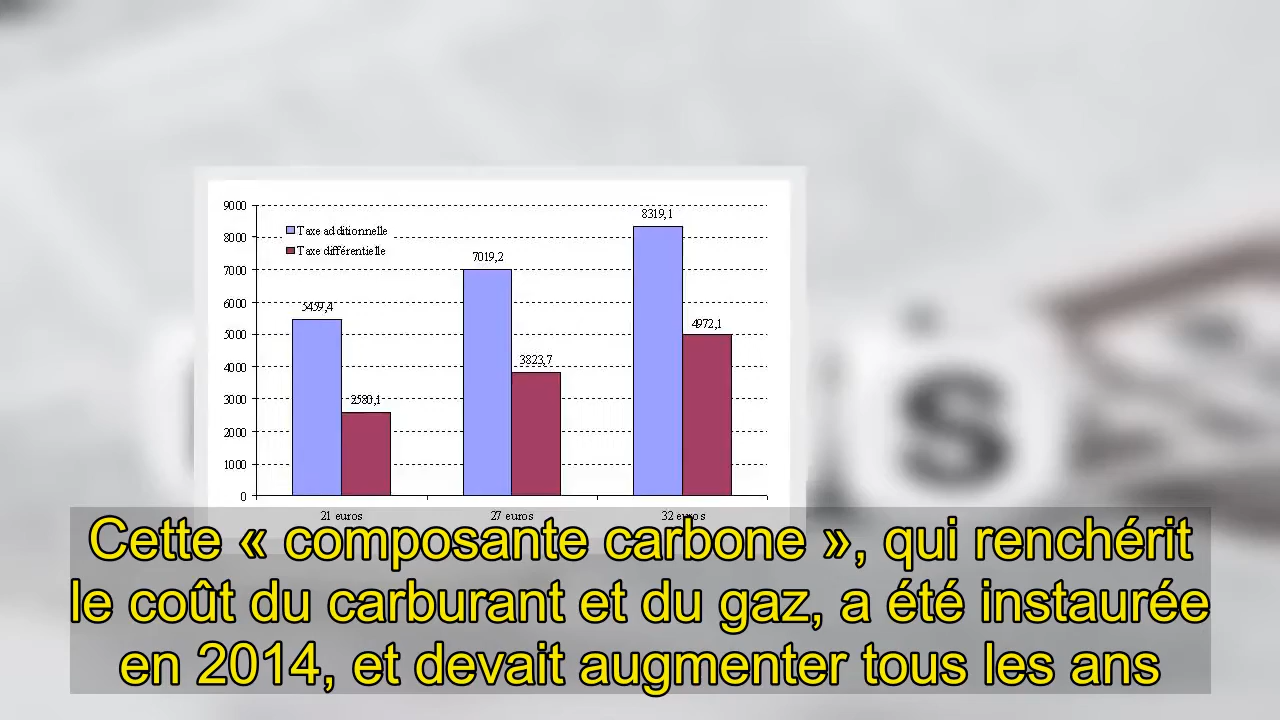 9000
8319,1
Taxe additionnelle
8000
Taxe différentielle
7019,2
7000
6000
5459,4
5000
4972,1
4000
3823,7
3000
2580,1
2000
1000
0
21 euros 27 euros 32 euros
S
Cette « composante carbone », qui renchérit
le coût du carburant et du gaz, a été instaurée
en 2014, et devait augmenter tous les ans